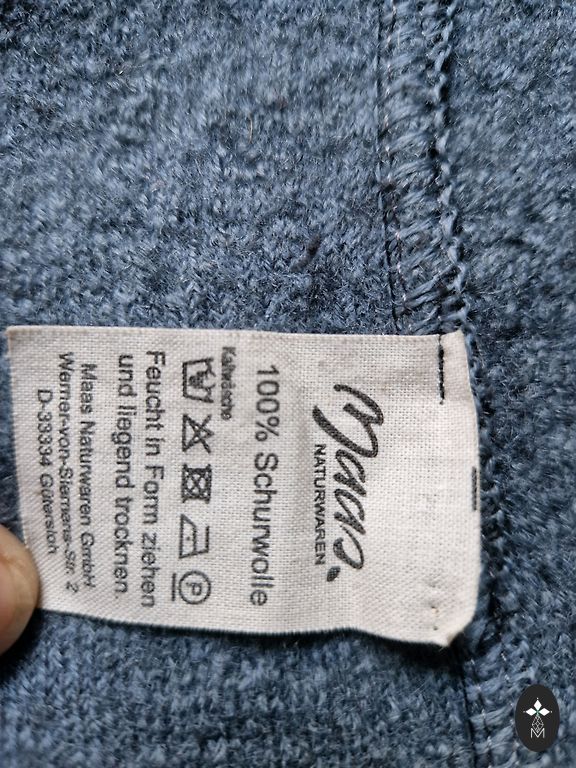 Maas.
NATURWAREN
100% Schurwolle
Kaltwäsche
P
Feucht in Form ziehen
und liegend trocknen.
Maas Naturwaren GmbH
Werner-von-Siemens-Str. 2
D-33334 Gütersloh
M